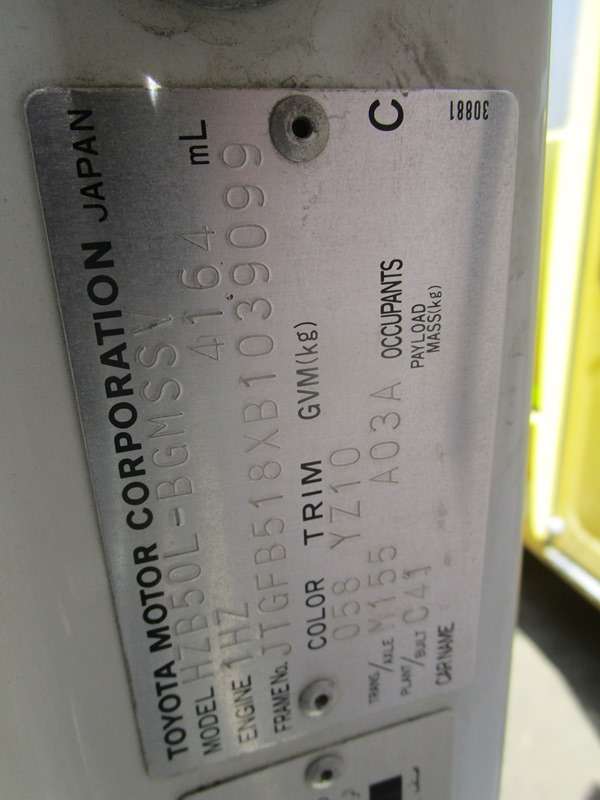 TOYOTA MOTOR CORPORATION JAPAN
MODEL HZB50L-BGMSSV
ENGINE 1HZ 4164 mL
FRAME No. JTGFB518XB1039099
COLOR TRIM GVM(kg) C
058 YZ10
TRANS/AXLE M155 A03A OCCUPANTS
PLANT/BUILT C41 PAYLOAD MASS(kg)
CAR NAME
30881